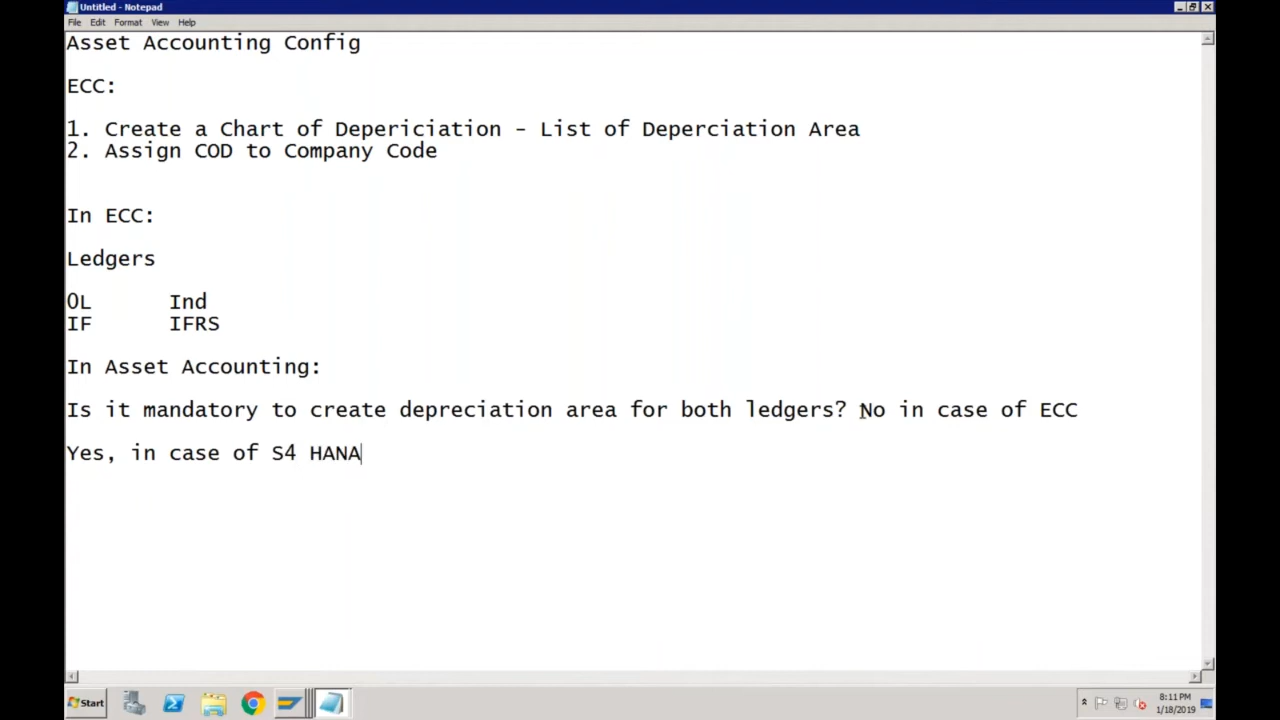 Untitled - Notepad
File Edit Format View Help
Asset Accounting Config
ECC:
1. Create a Chart of Depericiation - List of Deperciation Area
2. Assign COD to Company Code
In ECC:
Ledgers
0L Ind
IF IFRS
In Asset Accounting:
Is it mandatory to create depreciation area for both ledgers? No in case of ECC
Yes, in case of S4 HANA
Start
8:11 PM
1/18/2019